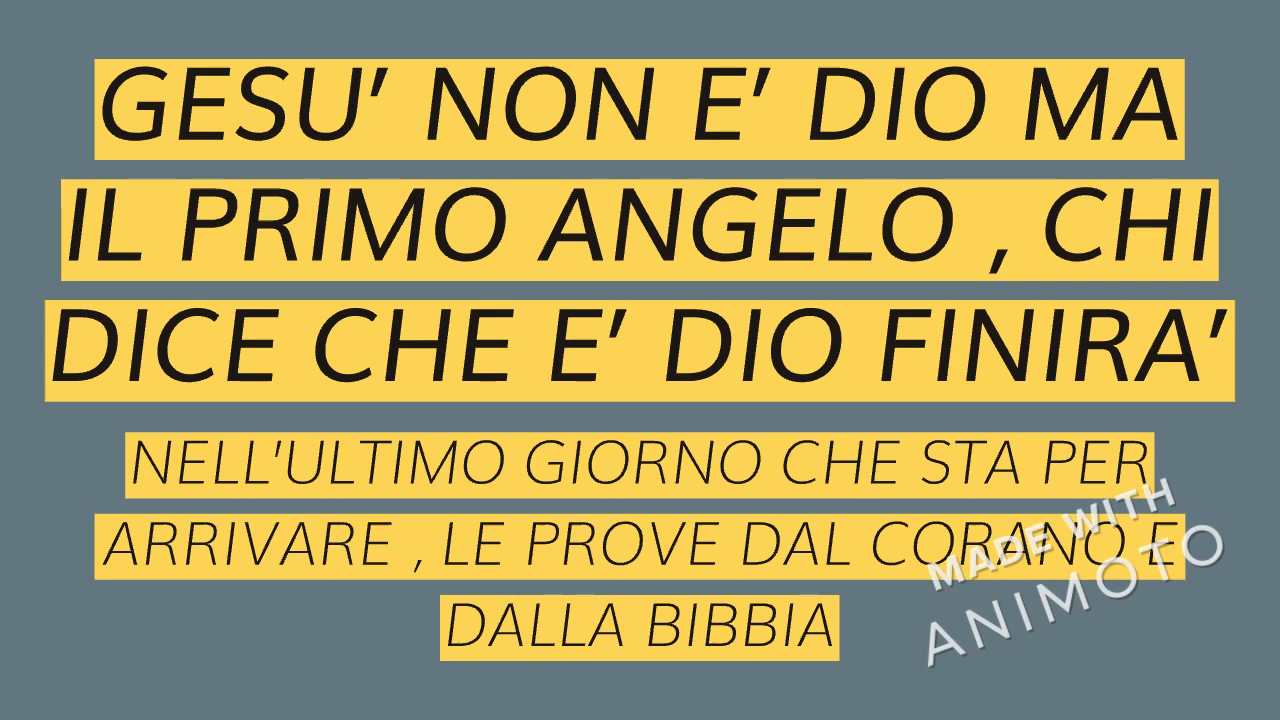 GESU' NON E' DIO MA
IL PRIMO ANGELO , CHI
DICE CHE E' DIO FINIRA'
NELL'ULTIMO GIORNO CHE STA PER
ARRIVARE , LE PROVE DAL CORANO E
DALLA BIBBIA
MADE WITH
ANIMOTO